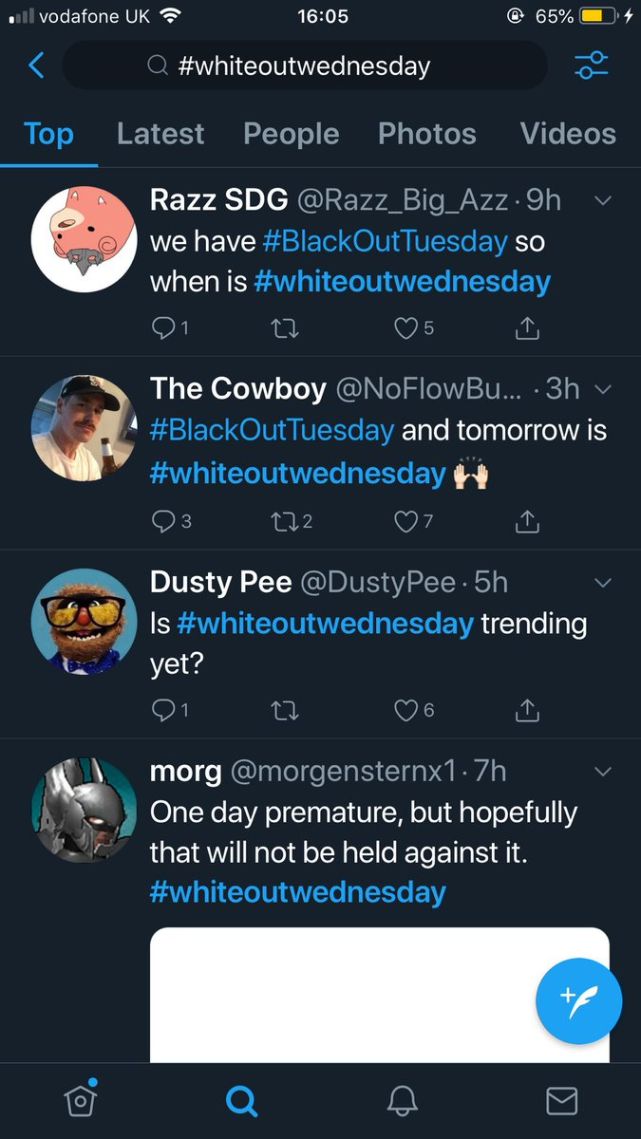 vodafone UK 16:05 65%
#whiteoutwednesday
Top Latest People Photos Videos
Razz SDG @Razz_Big_Azz · 9h
we have #BlackOutTuesday so
when is #whiteoutwednesday
1 5
The Cowboy @NoFlowBu... · 3h
#BlackOutTuesday and tomorrow is
#whiteoutwednesday 🙌🏻
3 2 7
Dusty Pee @DustyPee · 5h
Is #whiteoutwednesday trending
yet?
1 6
morg @morgensternx1 · 7h
One day premature, but hopefully
that will not be held against it.
#whiteoutwednesday